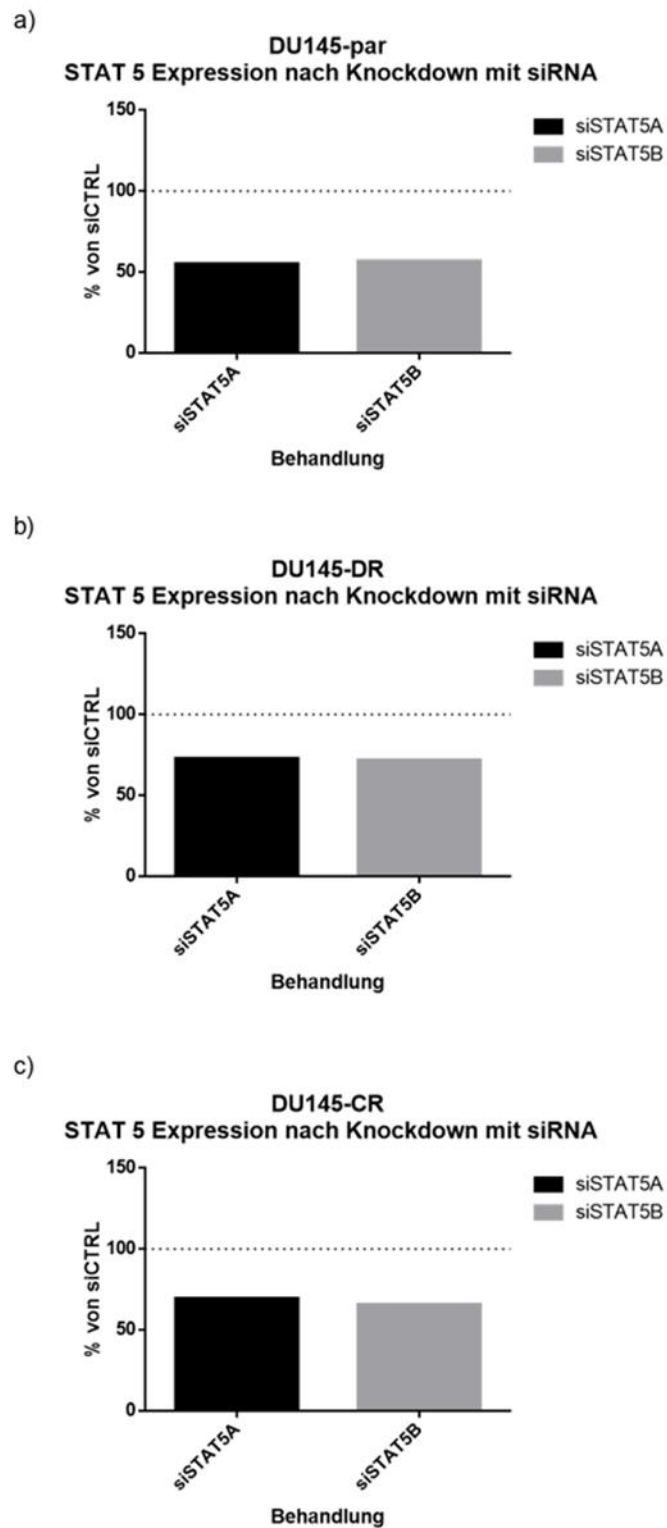 a)
DU145-par
STAT 5 Expression nach Knockdown mit siRNA
150
100
50
0
% von siCTRL
siSTAT5A
siSTAT5B
siSTAT5A
siSTAT5B
Behandlung
b)
DU145-DR
STAT 5 Expression nach Knockdown mit siRNA
150
100
50
0
% von siCTRL
siSTAT5A
siSTAT5B
siSTAT5A
siSTAT5B
Behandlung
c)
DU145-CR
STAT 5 Expression nach Knockdown mit siRNA
150
100
50
0
% von siCTRL
siSTAT5A
siSTAT5B
siSTAT5A
siSTAT5B
Behandlung